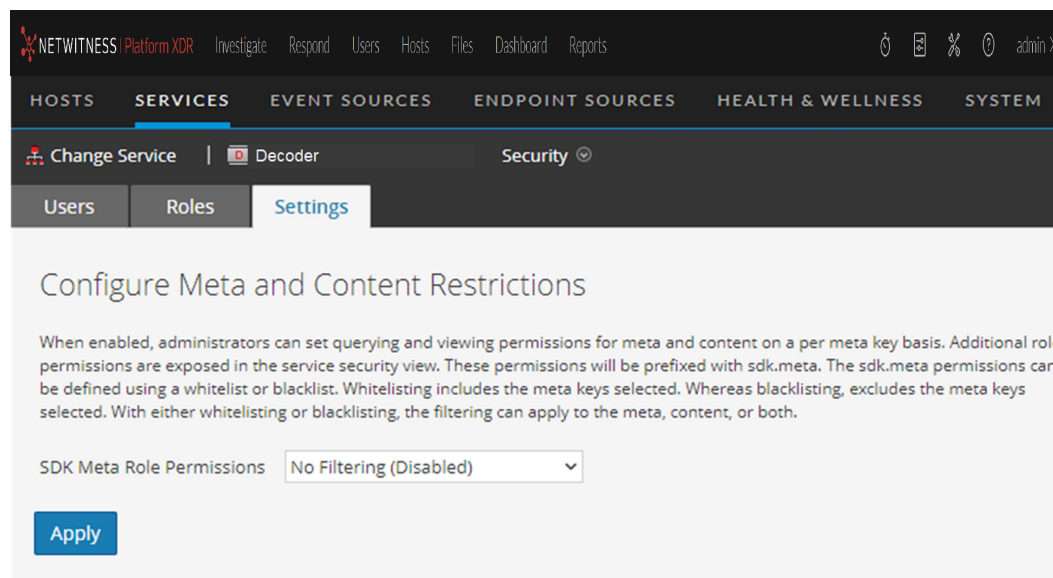 NETWITNESS | Platform XDR Investigate Respond Users Hosts Files Dashboard Reports admin
HOSTS SERVICES EVENT SOURCES ENDPOINT SOURCES HEALTH & WELLNESS SYSTEM
Change Service | D Decoder Security
Users Roles Settings
Configure Meta and Content Restrictions
When enabled, administrators can set querying and viewing permissions for meta and content on a per meta key basis. Additional rol
permissions are exposed in the service security view. These permissions will be prefixed with sdk.meta. The sdk.meta permissions can
be defined using a whitelist or blacklist. Whitelisting includes the meta keys selected. Whereas blacklisting, excludes the meta keys
selected. With either whitelisting or blacklisting, the filtering can apply to the meta, content, or both.
SDK Meta Role Permissions No Filtering (Disabled)
Apply